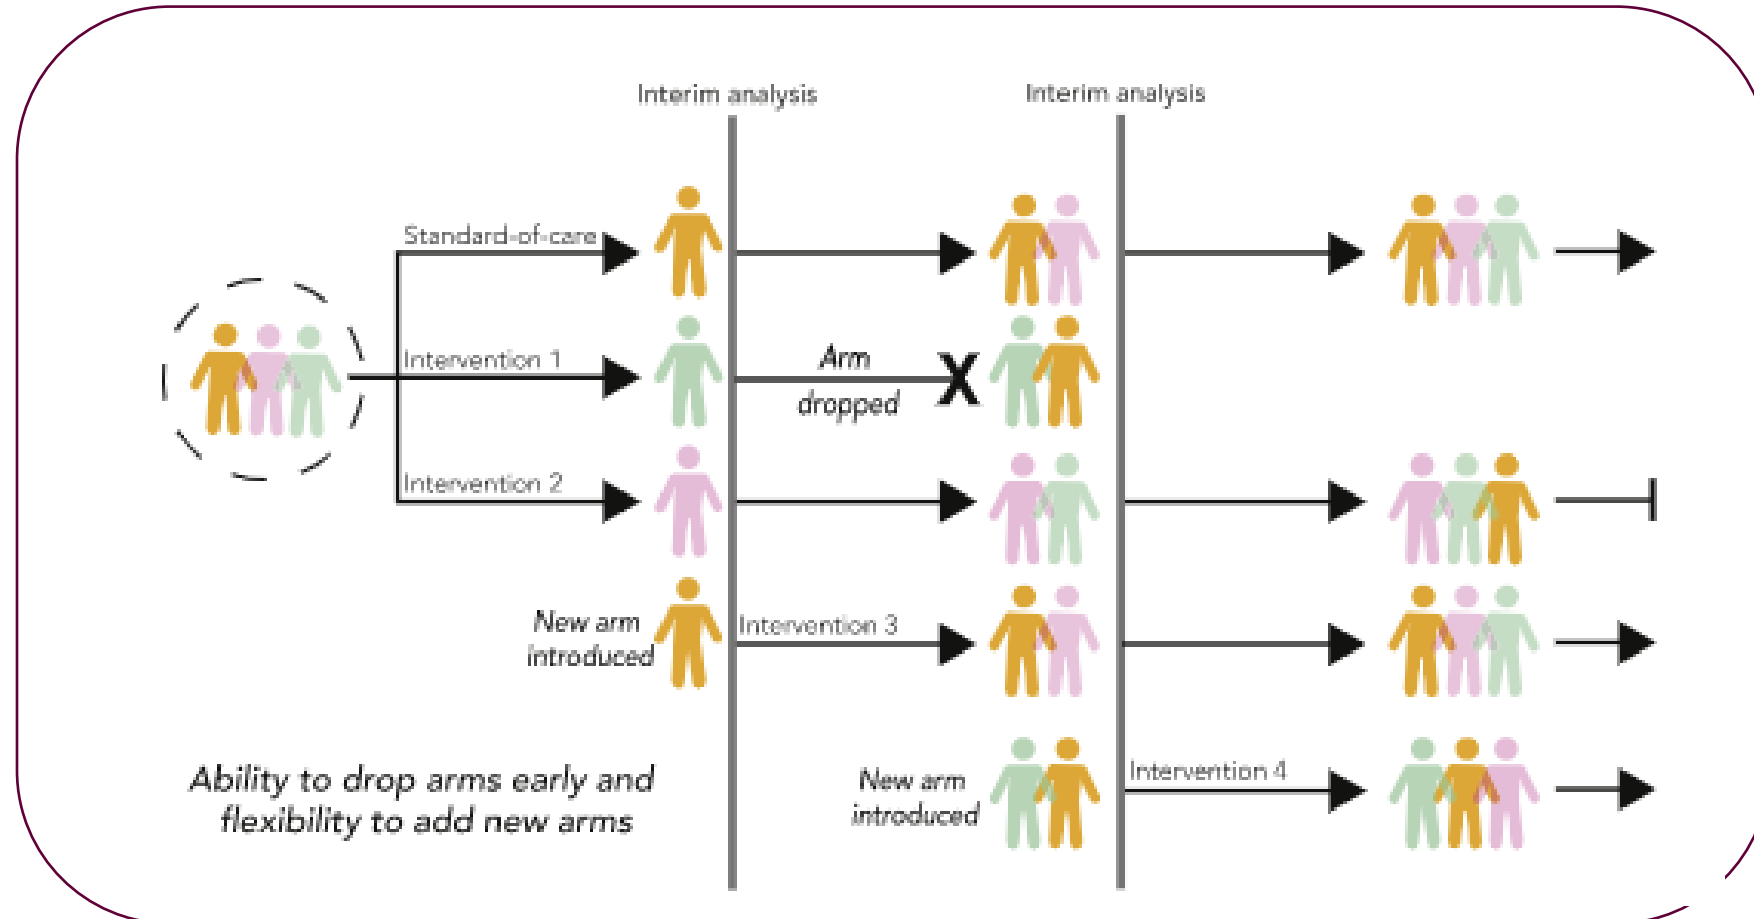 Interim analysis
Interim analysis
Standard-of-care
Intervention 1
Arm
dropped
X
Intervention 2
New arm
introduced
Intervention 3
Ability to drop arms early and
flexibility to add new arms
New arm
introduced
Intervention 4